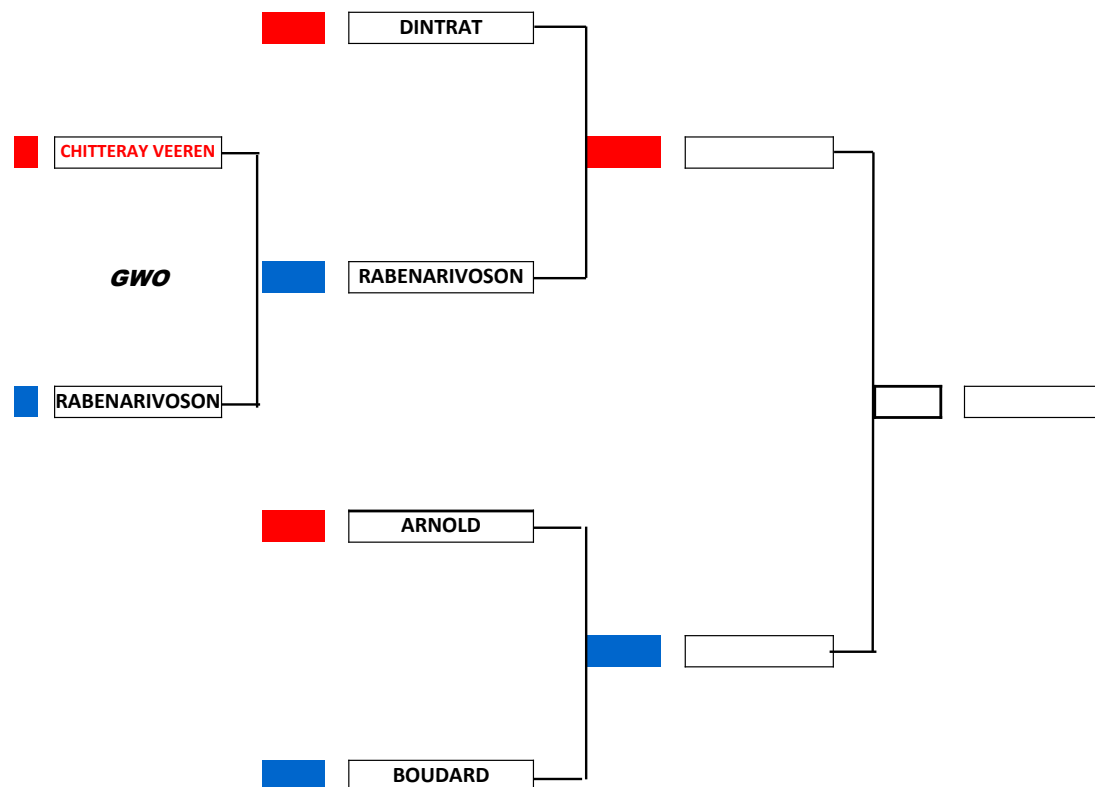 DINTRAT
CHITTERAY VEEREN
GWO
RABENARIVOSON
RABENARIVOSON
ARNOLD
BOUDARD